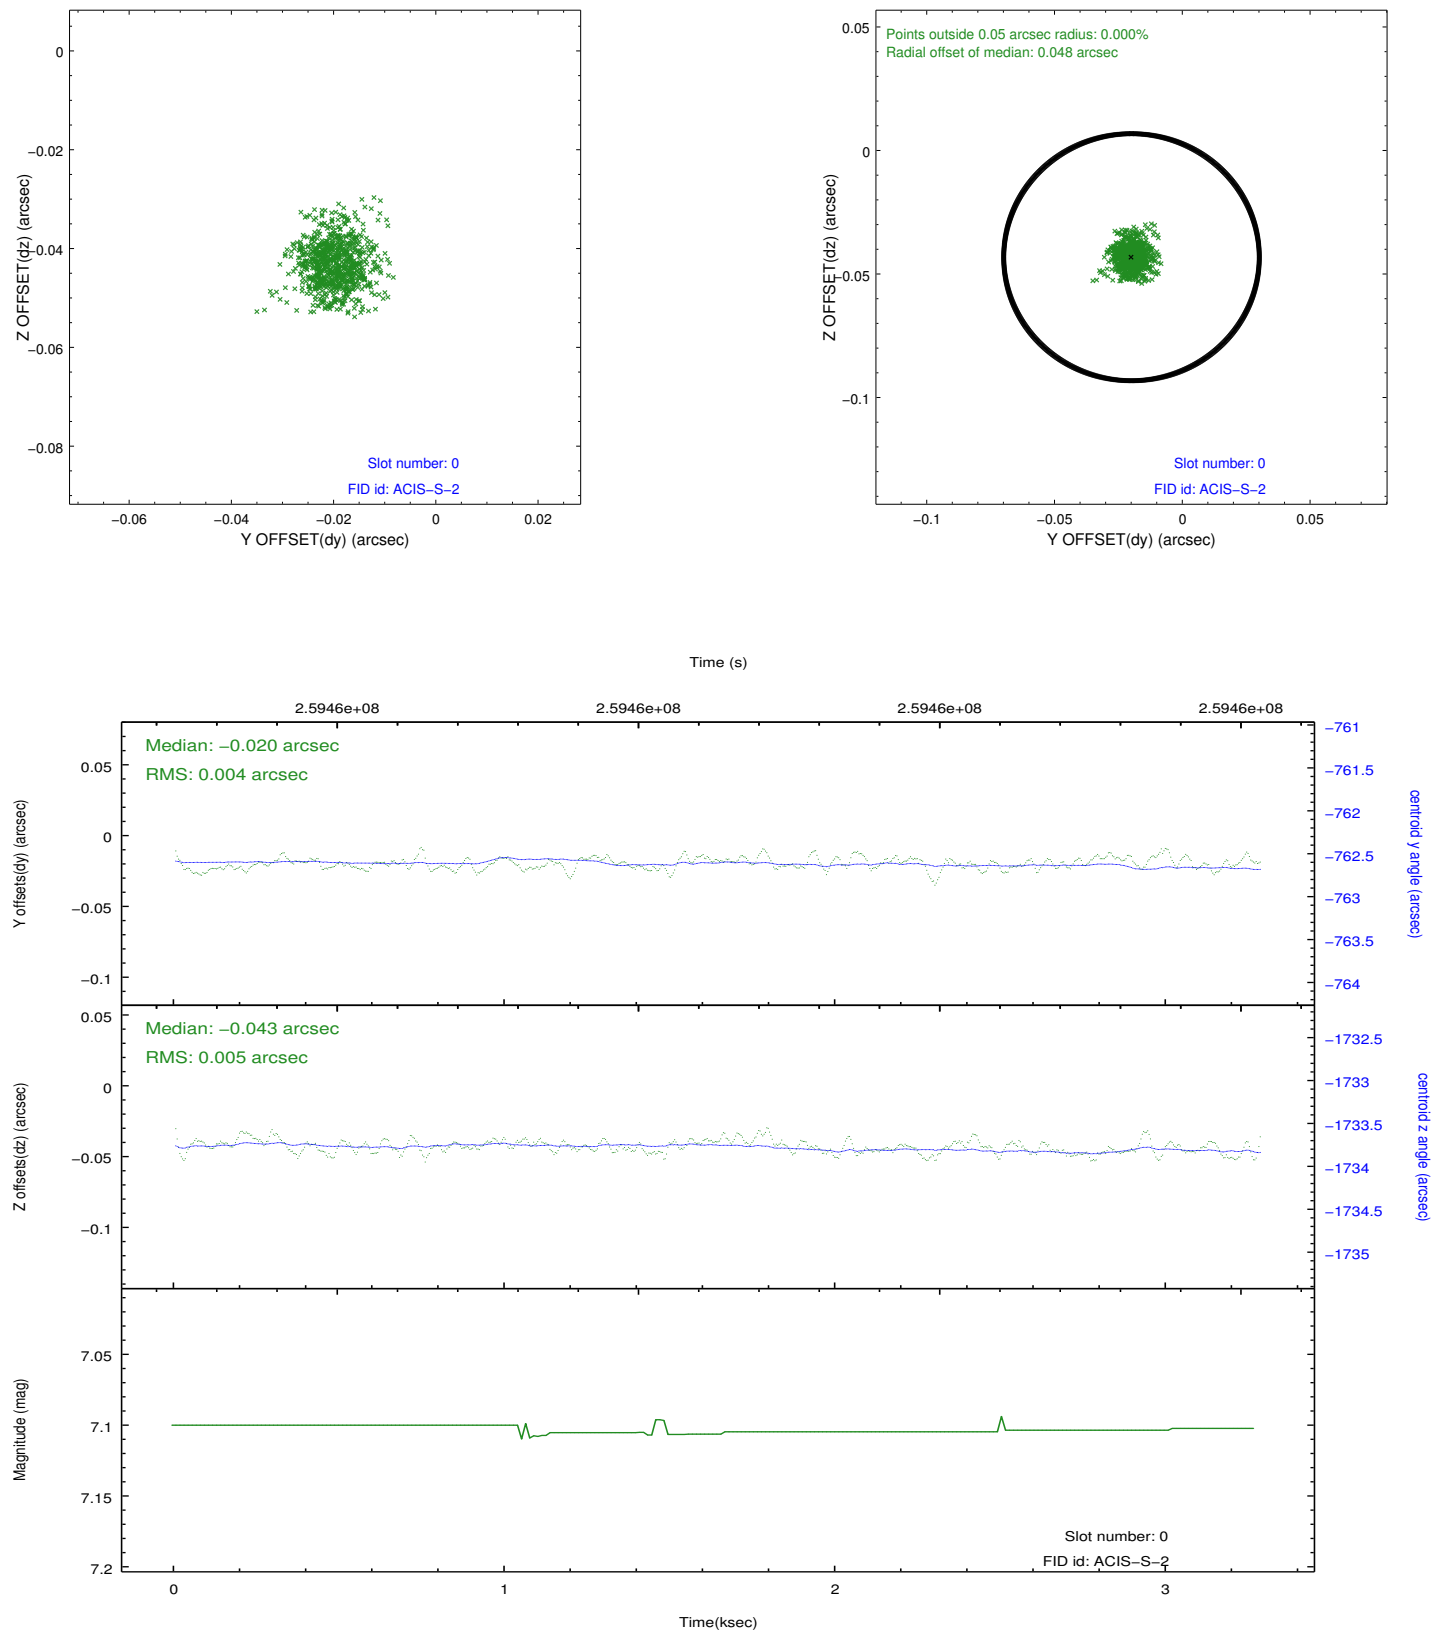 0
−0.02
−0.04
−0.06
−0.08
Z OFFSET(dz) (arcsec)
Slot number: 0
FID id: ACIS−S−2
−0.06 −0.04 −0.02 0 0.02
Y OFFSET(dy) (arcsec)
Points outside 0.05 arcsec radius: 0.000%
Radial offset of median: 0.048 arcsec
0.05
0
−0.05
−0.1
Z OFFSET(dz) (arcsec)
Slot number: 0
FID id: ACIS−S−2
−0.1 −0.05 0 0.05
Y OFFSET(dy) (arcsec)
Time (s)
2.5946e+08 2.5946e+08 2.5946e+08 2.5946e+08
Median: −0.020 arcsec
RMS: 0.004 arcsec
0.05
0
−0.05
−0.1
Y offsets(dy) (arcsec)
−761
−761.5
−762
−762.5
−763
−763.5
−764
centroid y angle (arcsec)
Median: −0.043 arcsec
RMS: 0.005 arcsec
0.05
0
−0.05
−0.1
Z offsets(dz) (arcsec)
−1732.5
−1733
−1733.5
−1734
−1734.5
−1735
centroid z angle (arcsec)
7.05
7.1
7.15
7.2
Magnitude (mag)
Slot number: 0
FID id: ACIS−S−2
0 1 2 3
Time(ksec)